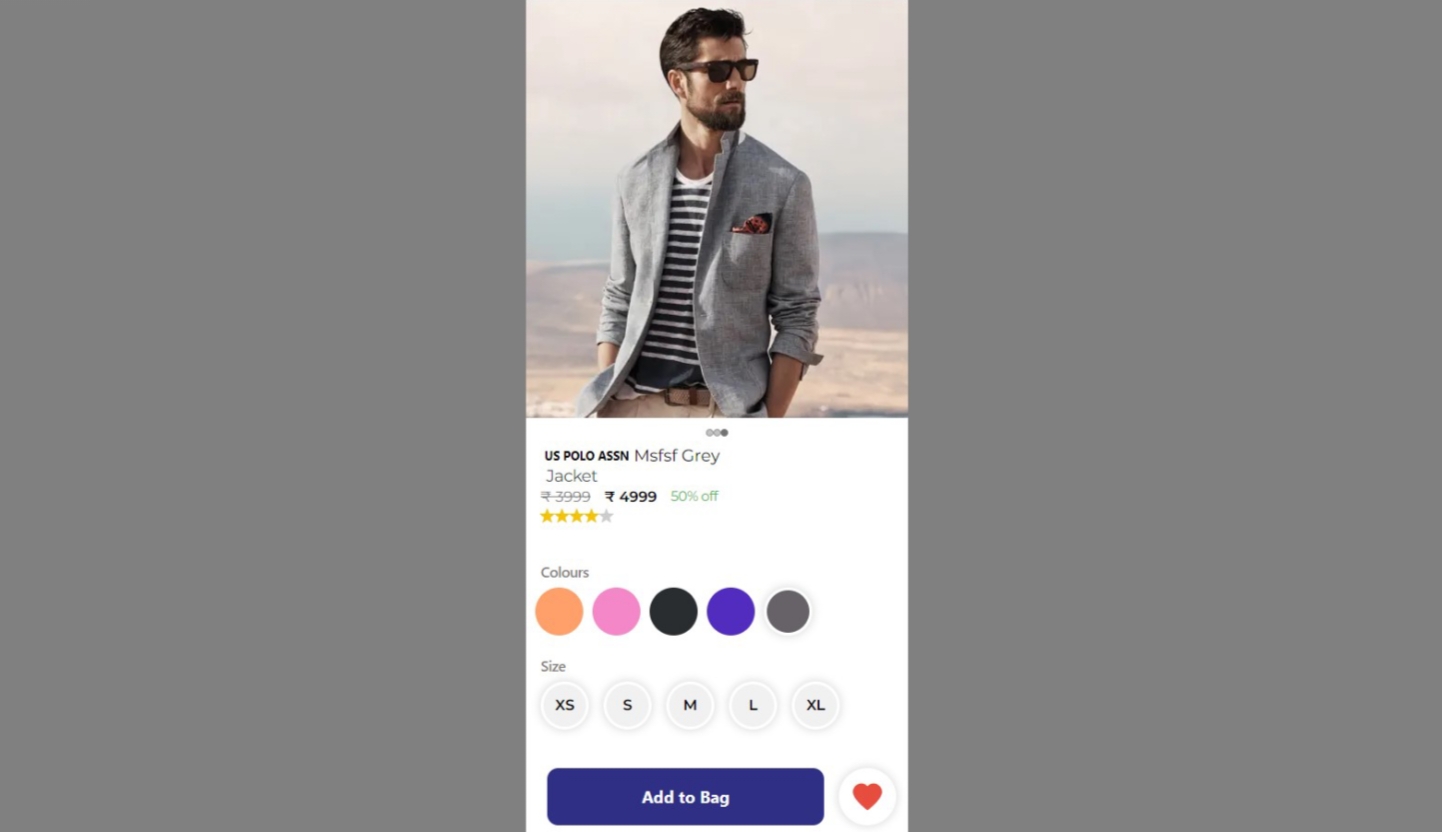 US POLO ASSN Msfsf Grey
Jacket
₹ 3999 ₹ 4999 50% off
Colours
Size
XS S M L XL
Add to Bag